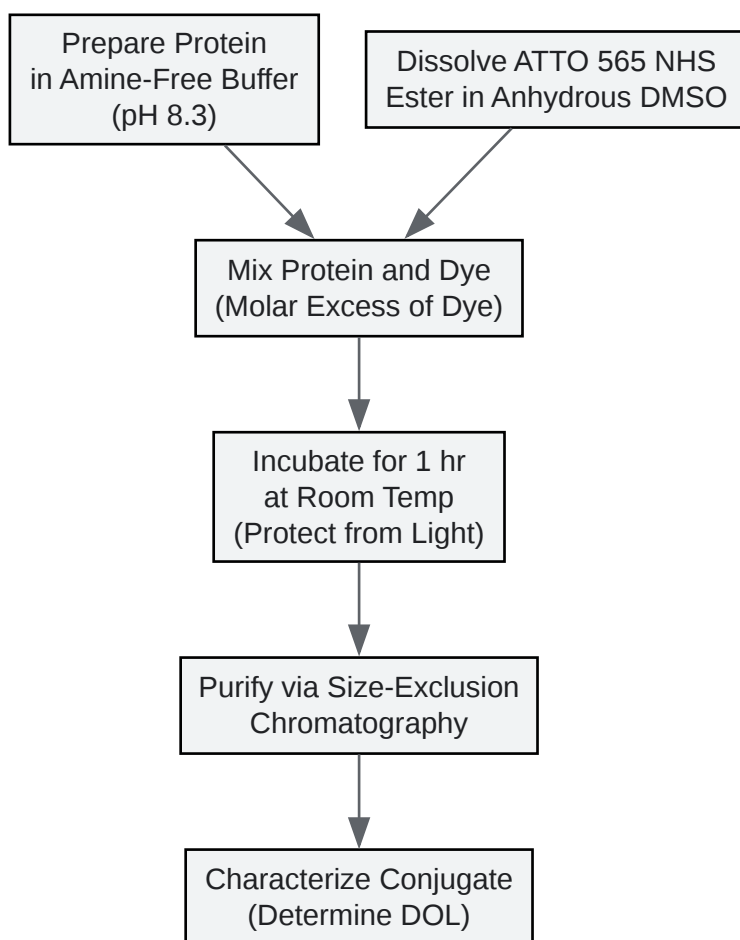 Prepare Protein
in Amine-Free Buffer
(pH 8.3)
Dissolve ATTO 565 NHS
Ester in Anhydrous DMSO
Mix Protein and Dye
(Molar Excess of Dye)
Incubate for 1 hr
at Room Temp
(Protect from Light)
Purify via Size-Exclusion
Chromatography
Characterize Conjugate
(Determine DOL)